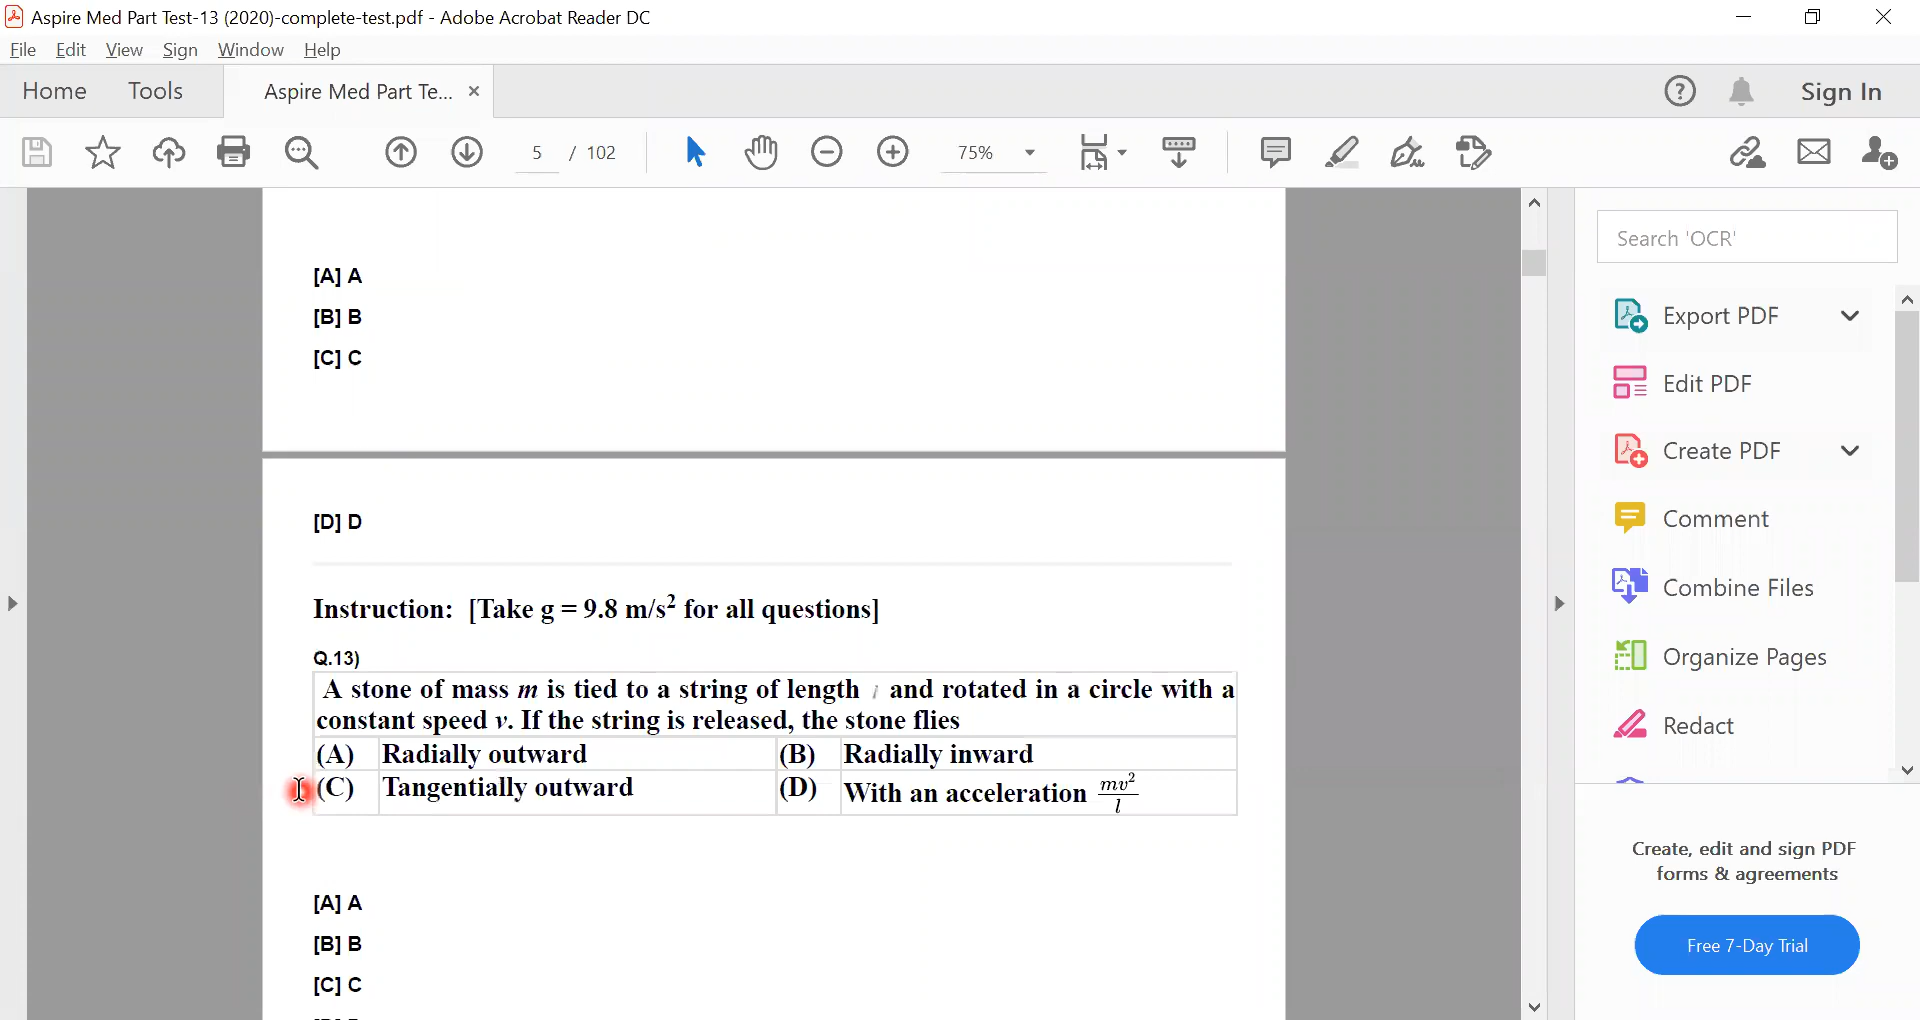 Aspire Med Part Test-13 (2020)-complete-test.pdf - Adobe Acrobat Reader DC
File Edit View Sign Window Help
Home Tools Aspire Med Part Te... × ? Sign In
5 / 102 75%
[A] A
[B] B
[C] C
[D] D
Instruction: [Take g = 9.8 m/s² for all questions]
Q.13)
A stone of mass m is tied to a string of length l and rotated in a circle with a
constant speed v. If the string is released, the stone flies
(A) Radially outward (B) Radially inward
(C) Tangentially outward (D) With an acceleration mv²/l
[A] A
[B] B
[C] C
Search 'OCR'
Export PDF
Edit PDF
Create PDF
Comment
Combine Files
Organize Pages
Redact
Create, edit and sign PDF
forms & agreements
Free 7-Day Trial